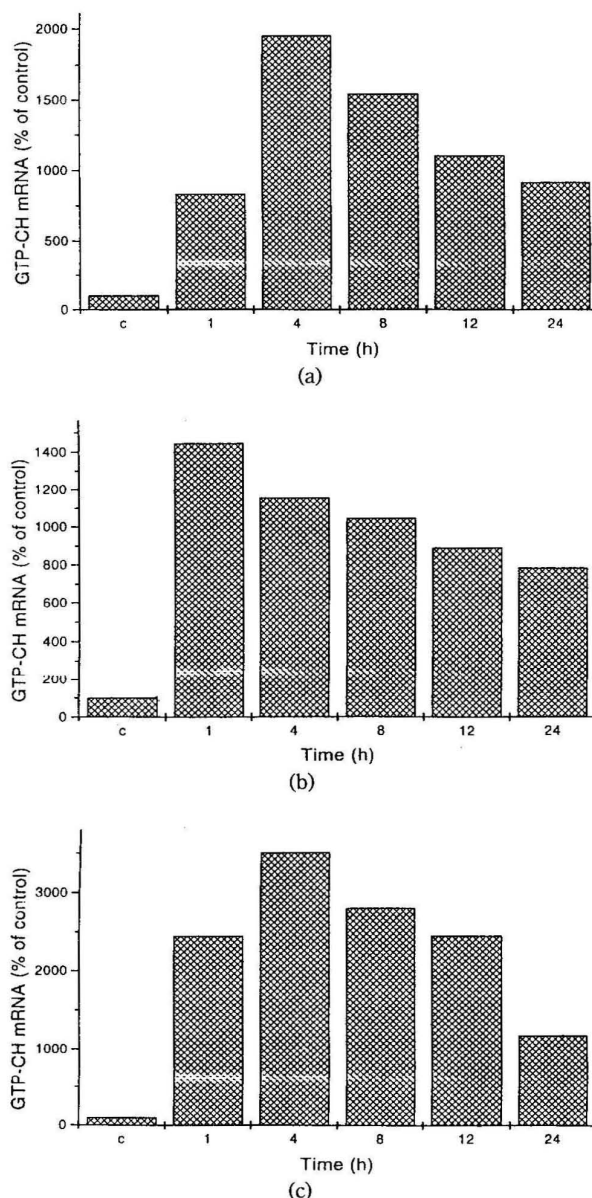 GTP-CH mRNA (% of control)
2000
1500
1000
500
0
c 1 4 8 12 24
Time (h)
(a)
GTP-CH mRNA (% of control)
1400
1200
1000
800
600
400
200
0
c 1 4 8 12 24
Time (h)
(b)
GTP-CH mRNA (% of control)
3000
2000
1000
0
c 1 4 8 12 24
Time (h)
(c)